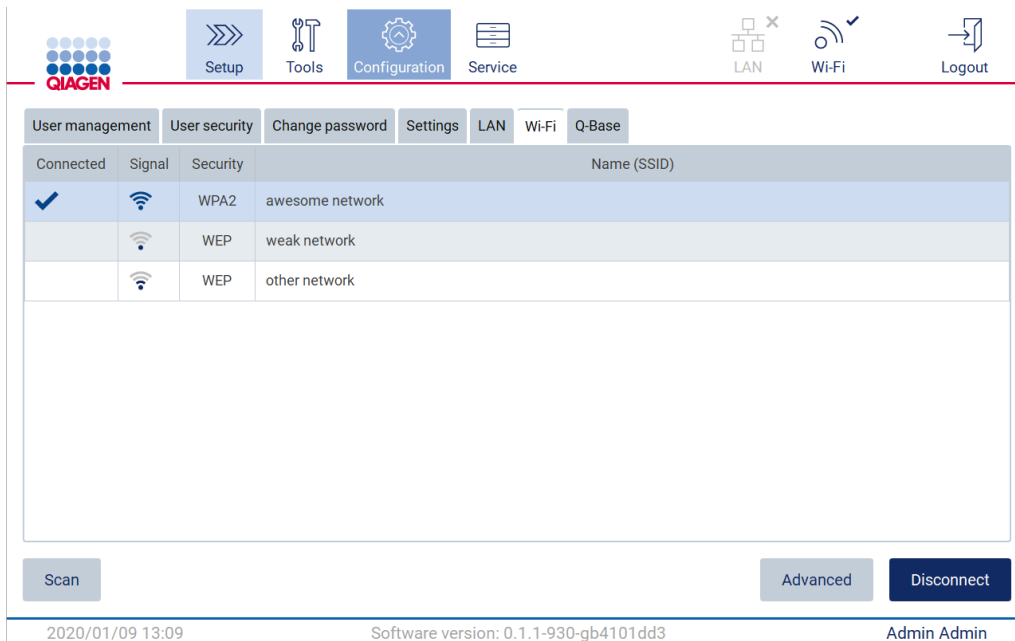 QIAGEN
Setup Tools Configuration Service LAN Wi-Fi Logout
User management User security Change password Settings LAN Wi-Fi Q-Base
Connected Signal Security Name (SSID)
WPA2 awesome network
WEP weak network
WEP other network
Scan Advanced Disconnect
2020/01/09 13:09 Software version: 0.1.1-930-gb4101dd3 Admin Admin